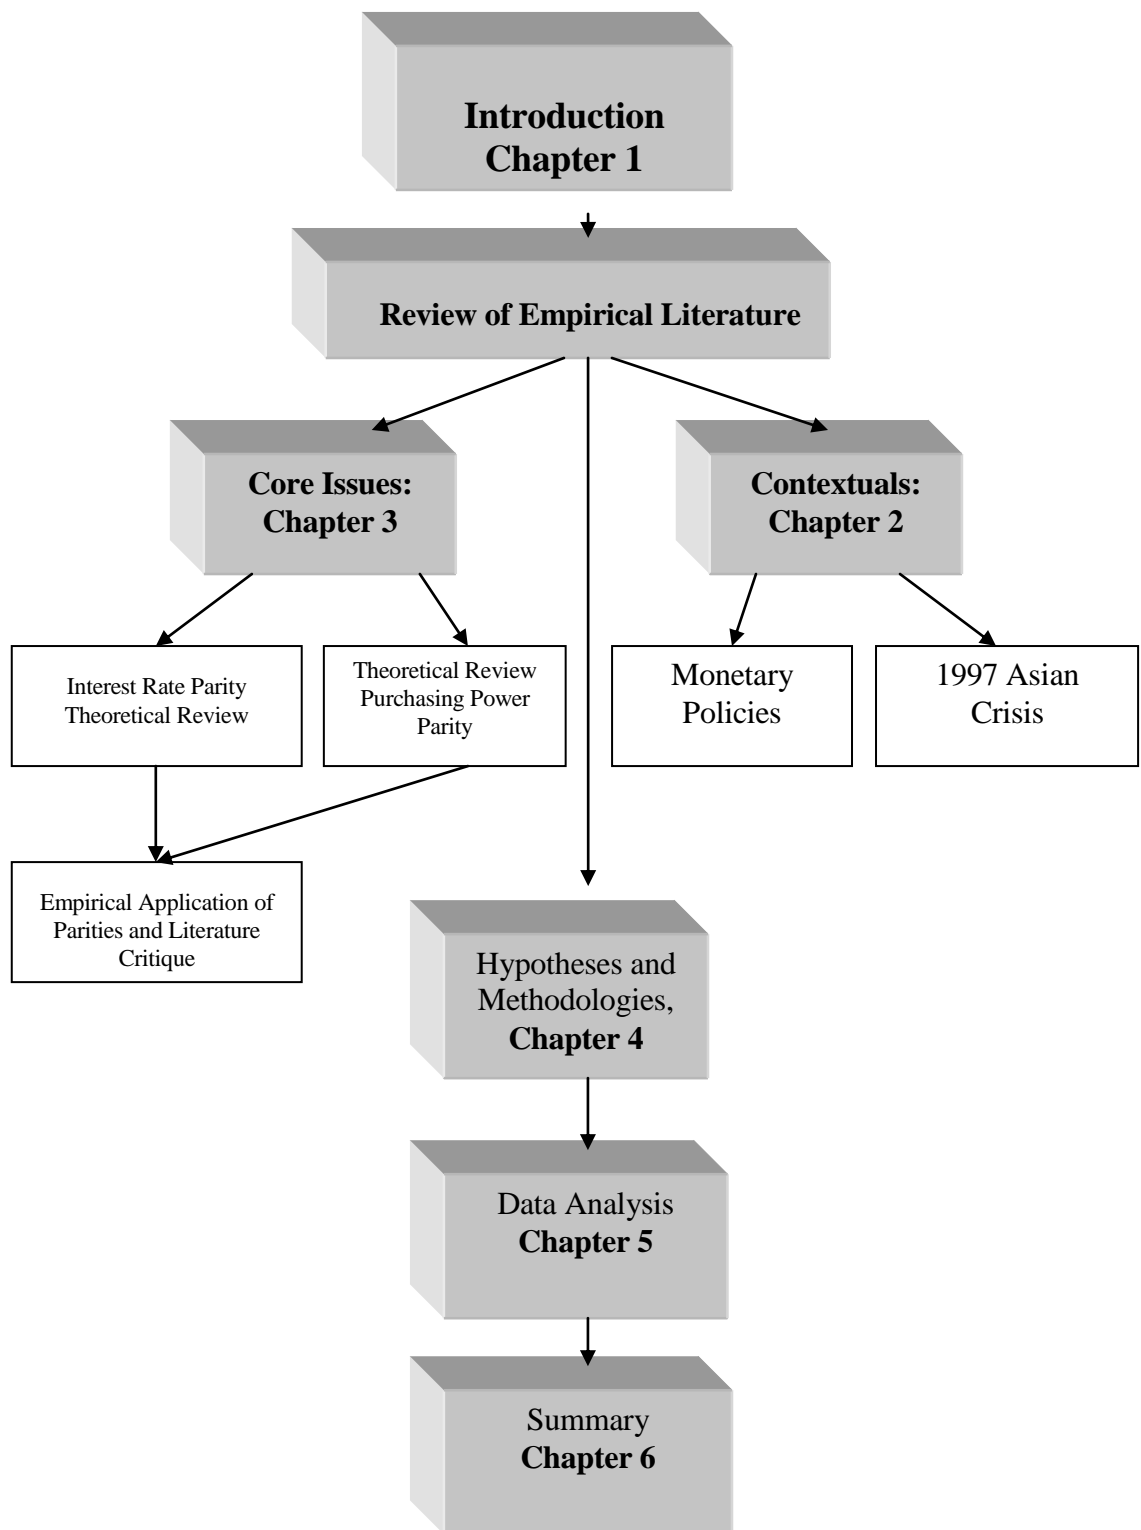 Introduction
Chapter 1
Review of Empirical Literature
Core Issues:
Chapter 3
Contextuals:
Chapter 2
Interest Rate Parity
Theoretical Review
Theoretical Review
Purchasing Power
Parity
Monetary
Policies
1997 Asian
Crisis
Empirical Application of
Parities and Literature
Critique
Hypotheses and
Methodologies,
Chapter 4
Data Analysis
Chapter 5
Summary
Chapter 6